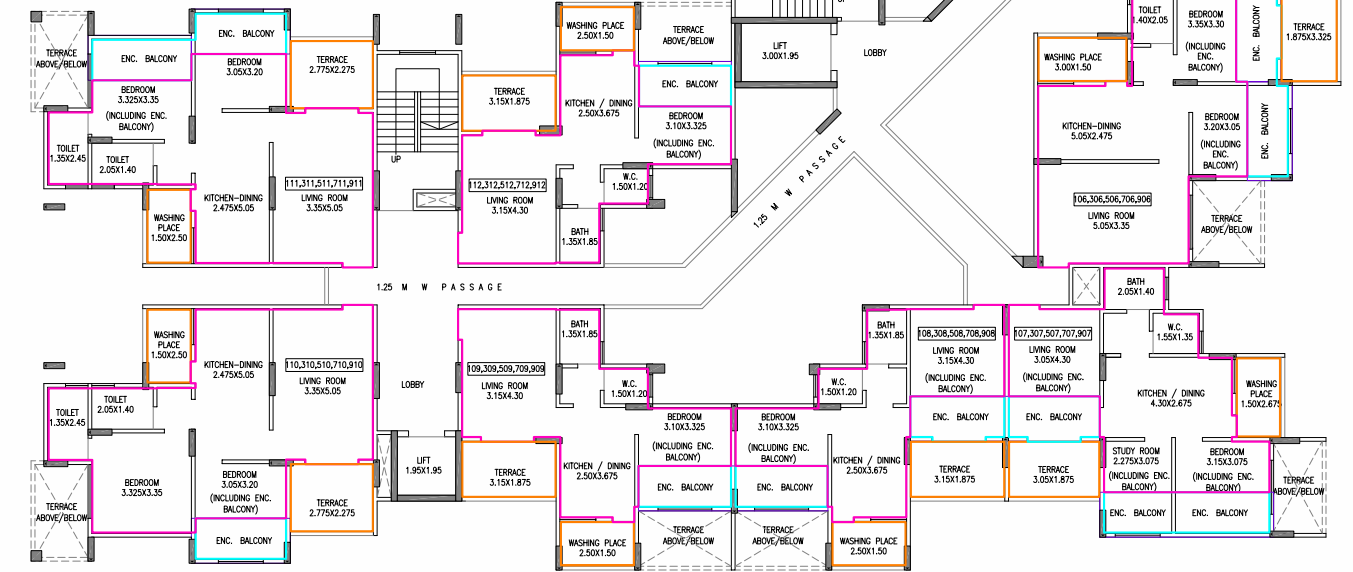 TERRACE
ABOVE/BELOW
ENC. BALCONY
ENC. BALCONY
BEDROOM
3.05X3.20
TERRACE
2.775X2.275
BEDROOM
3.325X3.35
(INCLUDING ENC.
BALCONY)
TOILET
1.35X2.45
TOILET
2.05X1.40
WASHING
PLACE
1.50X2.50
KITCHEN-DINING
2.475X5.05
111,311,511,711,911
LIVING ROOM
3.35X5.05
UP
WASHING PLACE
2.50X1.50
TERRACE
ABOVE/BELOW
TERRACE
3.15X1.875
KITCHEN / DINING
2.50X3.675
ENC. BALCONY
BEDROOM
3.10X3.325
(INCLUDING ENC.
BALCONY)
112,312,512,712,912
LIVING ROOM
3.15X4.30
W.C.
1.50X1.20
BATH
1.35X1.85
LIFT
3.00X1.95
LOBBY
1.25 M W PASSAGE
TOILET
1.40X2.05
BEDROOM
3.35X3.30
(INCLUDING
ENC.
BALCONY)
ENC. BALCONY
TERRACE
1.875X3.325
WASHING PLACE
3.00X1.50
KITCHEN-DINING
5.05X2.475
BEDROOM
3.20X3.05
(INCLUDING
ENC.
BALCONY)
ENC. BALCONY
106,306,506,706,906
LIVING ROOM
5.05X3.35
TERRACE
ABOVE/BELOW
1.25 M W PASSAGE
WASHING
PLACE
1.50X2.50
KITCHEN-DINING
2.475X5.05
110,310,510,710,910
LIVING ROOM
3.35X5.05
TOILET
1.35X2.45
TOILET
2.05X1.40
BEDROOM
3.325X3.35
BEDROOM
3.05X3.20
(INCLUDING ENC.
BALCONY)
TERRACE
2.775X2.275
TERRACE
ABOVE/BELOW
ENC. BALCONY
LOBBY
LIFT
1.95X1.95
109,309,509,709,909
LIVING ROOM
3.15X4.30
BATH
1.35X1.85
W.C.
1.50X1.20
BEDROOM
3.10X3.325
(INCLUDING ENC.
BALCONY)
TERRACE
3.15X1.875
KITCHEN / DINING
2.50X3.675
ENC. BALCONY
WASHING PLACE
2.50X1.50
TERRACE
ABOVE/BELOW
BATH
1.35X1.85
W.C.
1.50X1.20
BEDROOM
3.10X3.325
(INCLUDING ENC.
BALCONY)
KITCHEN / DINING
2.50X3.675
ENC. BALCONY
TERRACE
ABOVE/BELOW
WASHING PLACE
2.50X1.50
108,308,508,708,908
LIVING ROOM
3.15X4.30
(INCLUDING ENC.
BALCONY)
ENC. BALCONY
TERRACE
3.15X1.875
107,307,507,707,907
LIVING ROOM
3.05X4.30
(INCLUDING ENC.
BALCONY)
ENC. BALCONY
TERRACE
3.05X1.875
BATH
2.05X1.40
W.C.
1.55X1.35
KITCHEN / DINING
4.30X2.675
WASHING
PLACE
1.50X2.675
STUDY ROOM
2.275X3.075
(INCLUDING ENC.
BALCONY)
BEDROOM
3.15X3.075
(INCLUDING ENC.
BALCONY)
ENC. BALCONY
ENC. BALCONY
TERRACE
ABOVE/BELOW